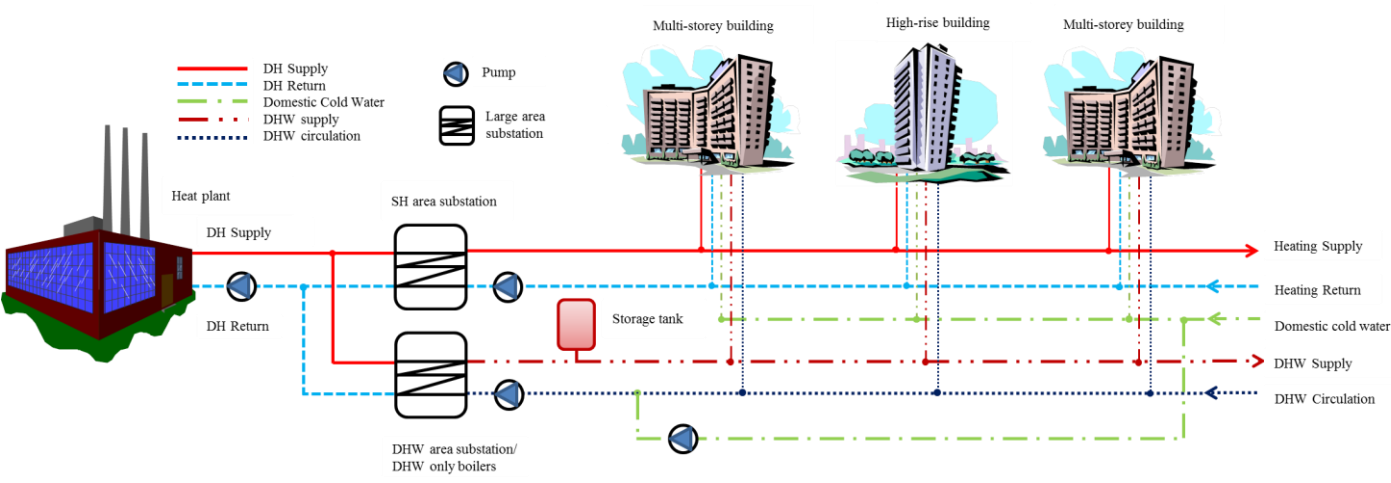 Multi-storey building
High-rise building
Multi-storey building
DH Supply
DH Return
Domestic Cold Water
DHW supply
DHW circulation
Pump
Large area
substation
Heat plant
SH area substation
DH Supply
Heating Supply
Heating Return
DH Return
Storage tank
Domestic cold water
DHW Supply
DHW Circulation
DHW area substation/
DHW only boilers